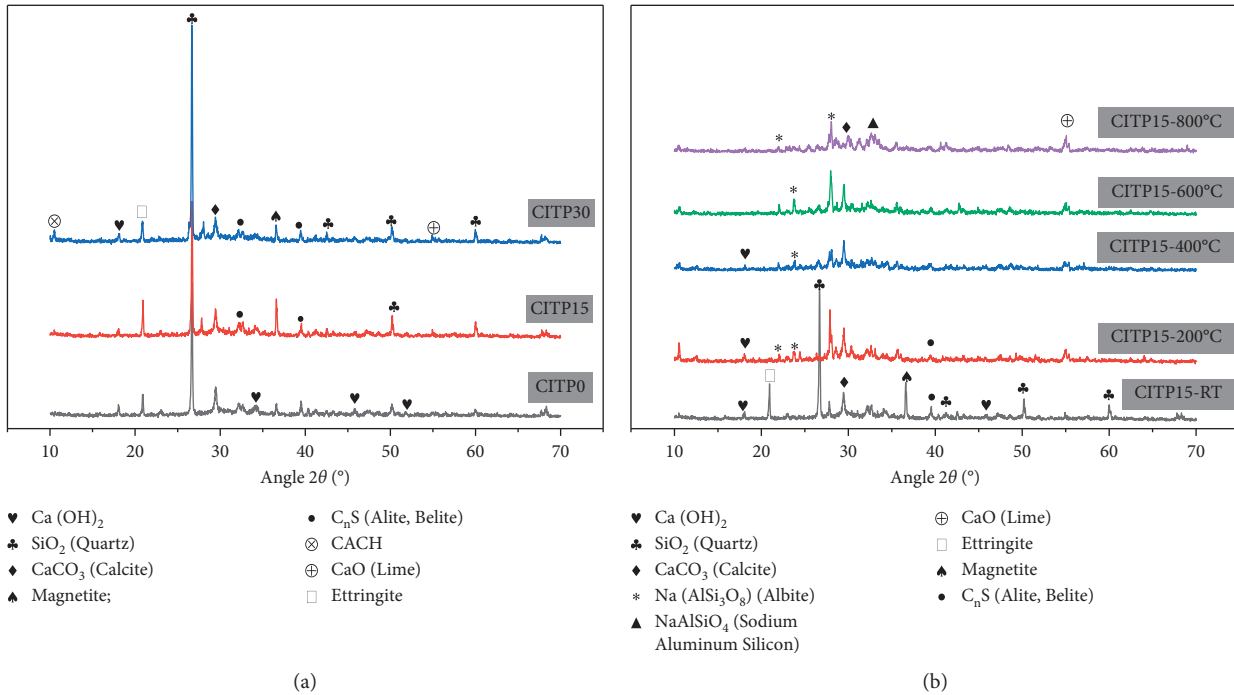 (a)
CITP30
CITP15
CITP0
10 20 30 40 50 60 70
Angle 2θ (°)
♥ Ca (OH)₂
♣ SiO₂ (Quartz)
♦ CaCO₃ (Calcite)
♠ Magnetite;
• CₙS (Alite, Belite)
⊗ CACH
⊕ CaO (Lime)
□ Ettringite
(a)
(b)
CITP15-800°C
CITP15-600°C
CITP15-400°C
CITP15-200°C
CITP15-RT
10 20 30 40 50 60 70
Angle 2θ (°)
♥ Ca (OH)₂
♣ SiO₂ (Quartz)
♦ CaCO₃ (Calcite)
* Na (AlSi₃O₈) (Albite)
▲ NaAlSiO₄ (Sodium
Aluminum Silicon)
⊕ CaO (Lime)
□ Ettringite
♠ Magnetite
• CₙS (Alite, Belite)
(b)